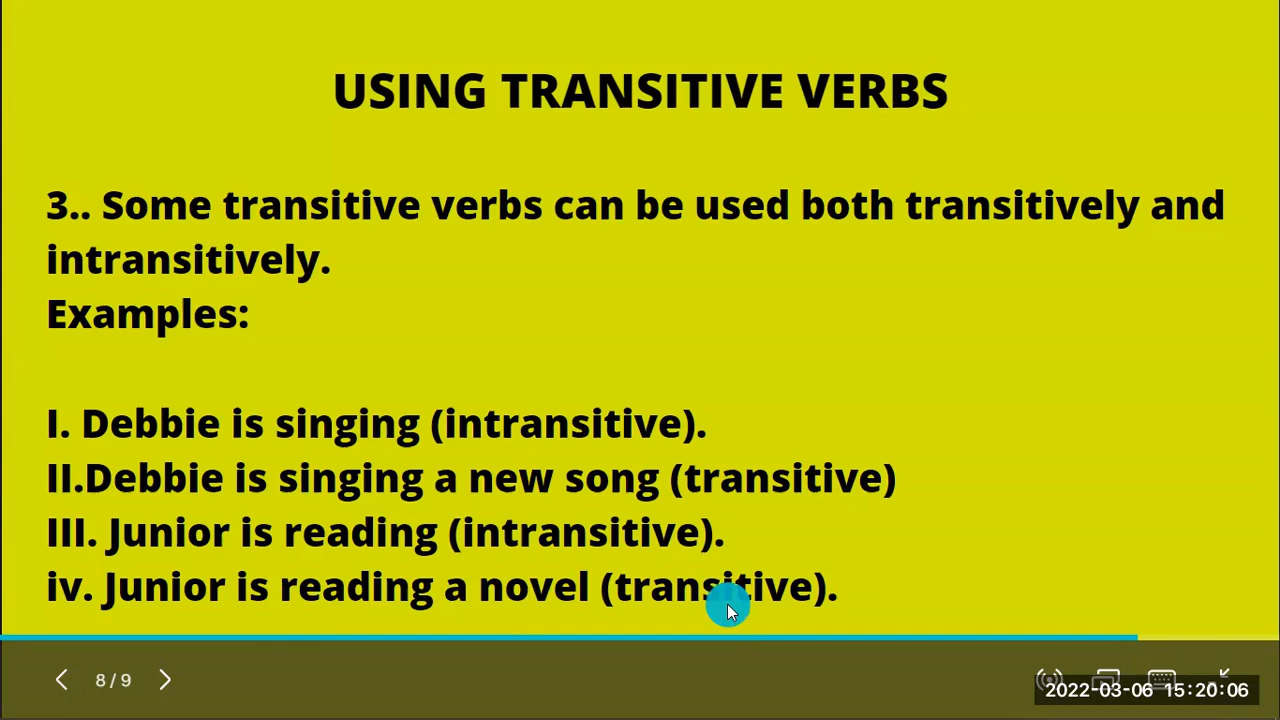 USING TRANSITIVE VERBS
3.. Some transitive verbs can be used both transitively and
intransitively.
Examples:
I. Debbie is singing (intransitive).
II.Debbie is singing a new song (transitive)
III. Junior is reading (intransitive).
iv. Junior is reading a novel (transitive).
8 / 9
2022-03-06 15:20:06